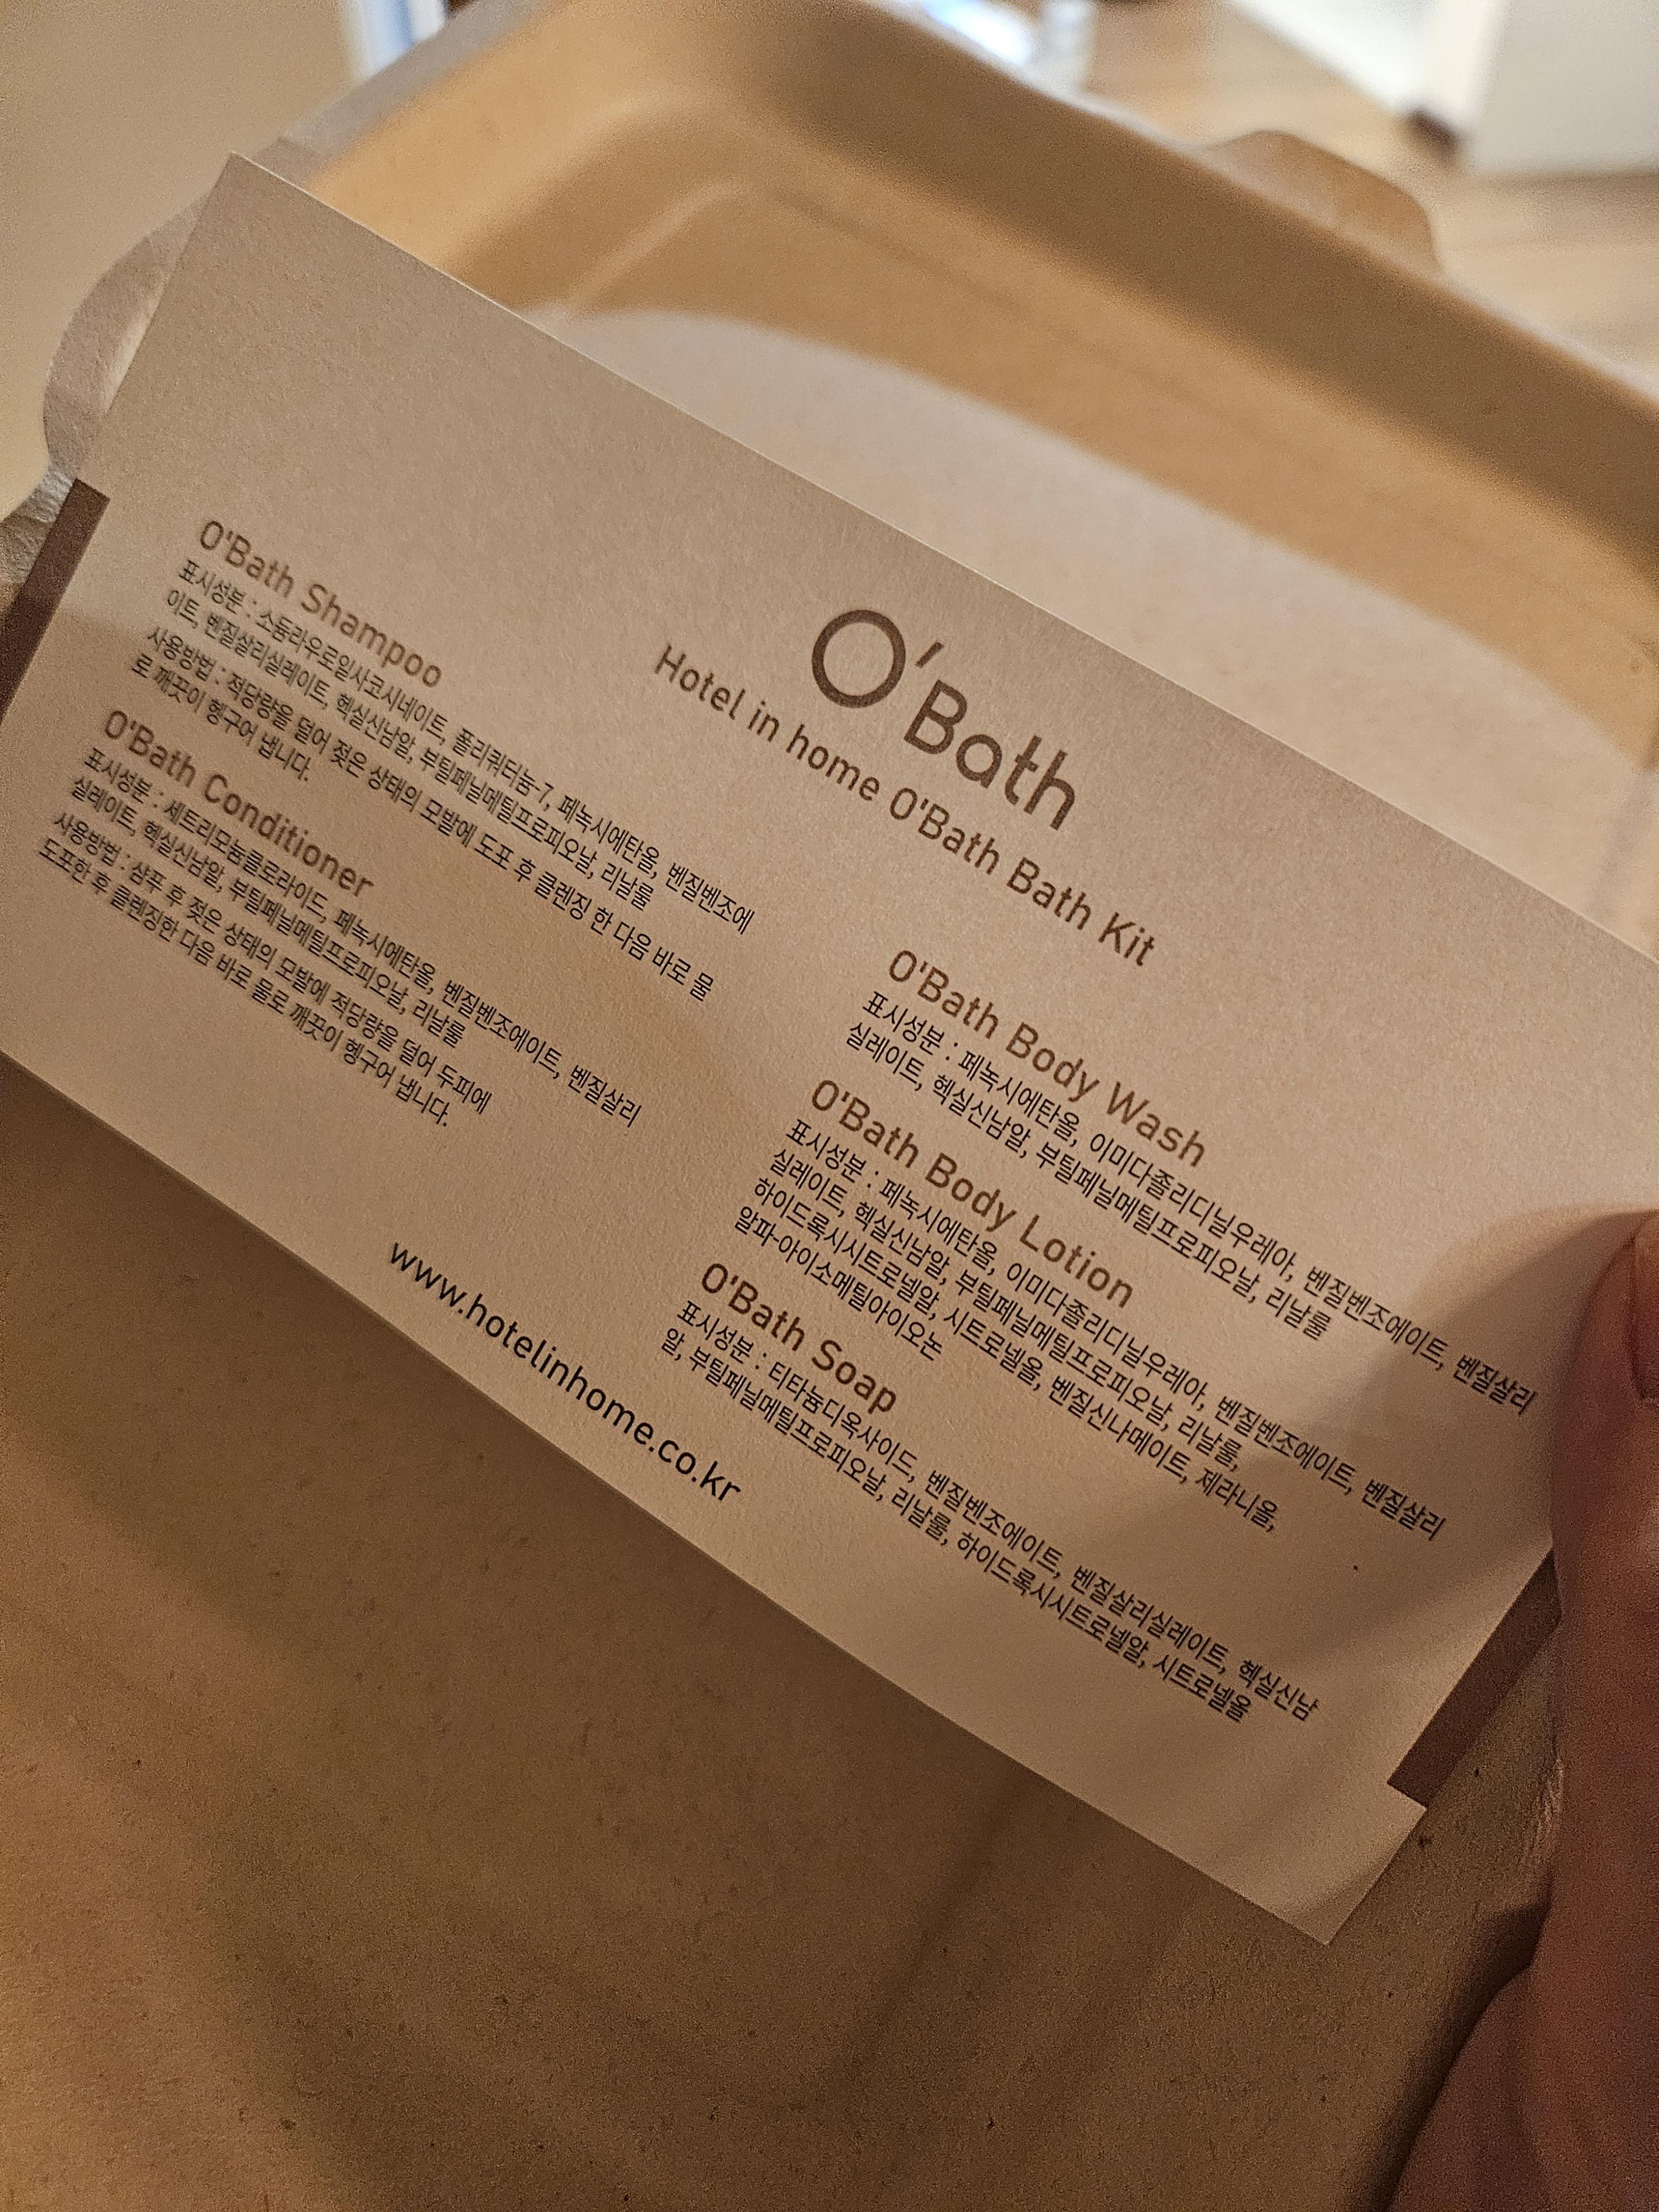 O'Bath
Hotel in home O'Bath Bath Kit
O'Bath Shampoo
표시성분 : 소듐라우로일사코시네이트, 폴리쿼터늄-7, 페녹시에탄올, 벤질벤조에
이트, 벤질살리실레이트, 헥실신남알, 부틸페닐메틸프로피오날, 리날룰
사용방법 : 적당량을 덜어 젖은 상태의 모발에 도포 후 클렌징 한 다음 바로 물
로 깨끗이 헹구어 냅니다.
O'Bath Conditioner
표시성분 : 세트리모늄클로라이드, 페녹시에탄올, 벤질벤조에이트, 벤질살리
실레이트, 헥실신남알, 부틸페닐메틸프로피오날, 리날룰
사용방법 : 샴푸 후 젖은 상태의 모발에 적당량을 덜어 두피에
도포한 후 클렌징한 다음 바로 물로 깨끗이 헹구어 냅니다.
O'Bath Body Wash
표시성분 : 페녹시에탄올, 이미다졸리디닐우레아, 벤질벤조에이트, 벤질살리
실레이트, 헥실신남알, 부틸페닐메틸프로피오날, 리날룰
O'Bath Body Lotion
표시성분 : 페녹시에탄올, 이미다졸리디닐우레아, 벤질벤조에이트, 벤질살리
실레이트, 헥실신남알, 부틸페닐메틸프로피오날, 리날룰,
하이드록시시트로넬알, 시트로넬올, 벤질신나메이트, 제라니올,
알파-아이소메틸아이오논
O'Bath Soap
표시성분 : 티타늄디옥사이드, 벤질벤조에이트, 벤질살리실레이트, 헥실신남
알, 부틸페닐메틸프로피오날, 리날룰, 하이드록시시트로넬알, 시트로넬올
www.hotelinhome.co.kr